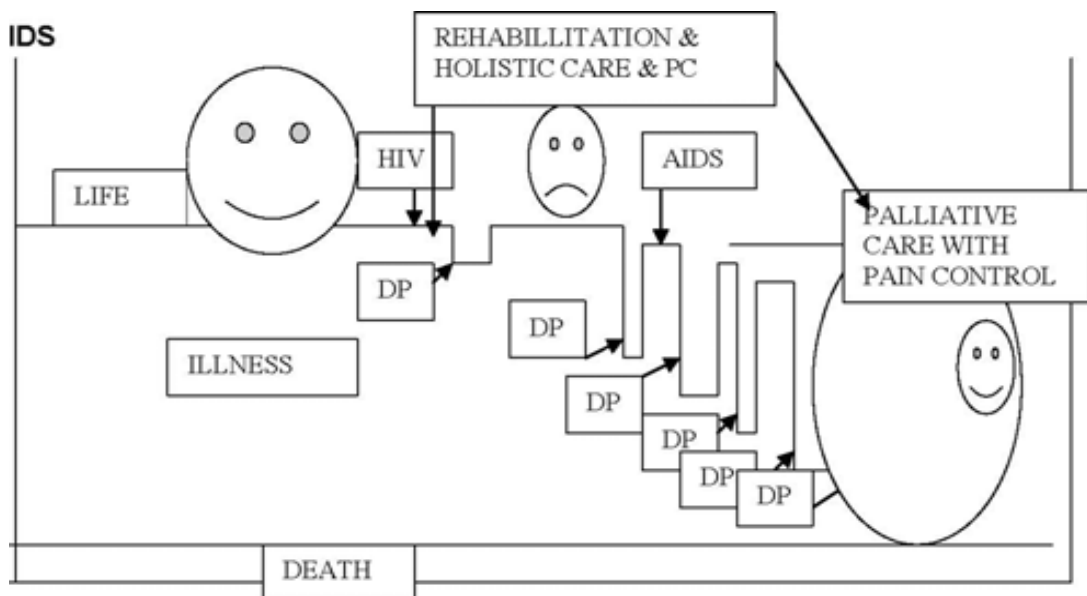 IDS
REHABILLITATION &
HOLISTIC CARE & PC
HIV
AIDS
LIFE
PALLIATIVE
CARE WITH
PAIN CONTROL
DP
DP
ILLNESS
DP
DP
DP
DP
DEATH